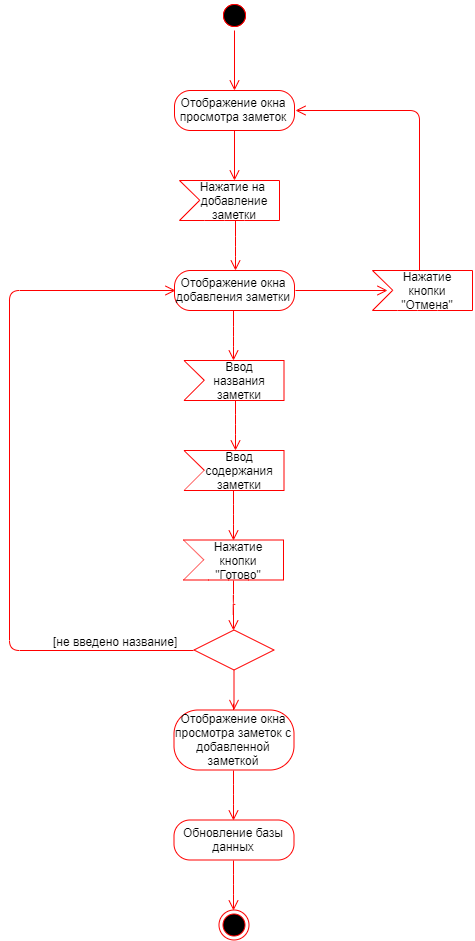 Отображение окна
просмотра заметок
Нажатие на
добавление
заметки
Отображение окна
добавления заметки
Нажатие
кнопки
"Отмена"
Ввод
названия
заметки
Ввод
содержания
заметки
Нажатие
кнопки
"Готово"
[не введено название]
Отображение окна
просмотра заметок с
добавленной
заметкой
Обновление базы
данных